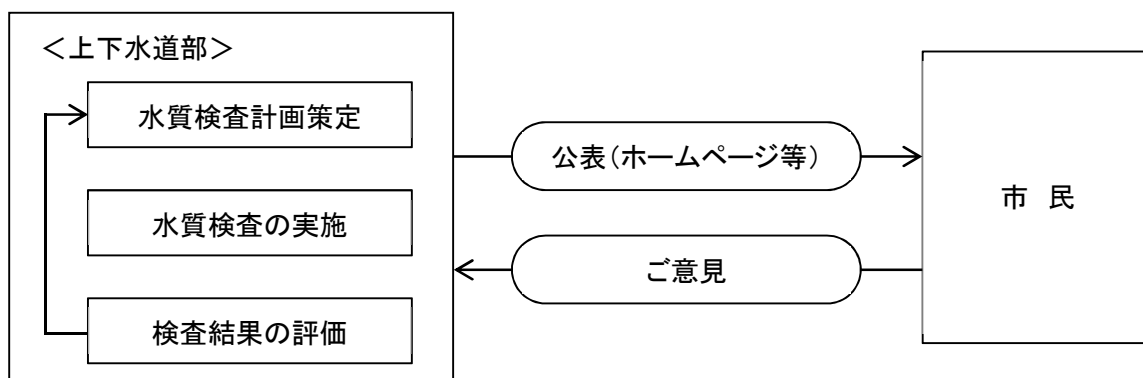 ＜上下水道部＞
水質検査計画策定
水質検査の実施
検査結果の評価
公表（ホームページ等）
ご意見
市 民